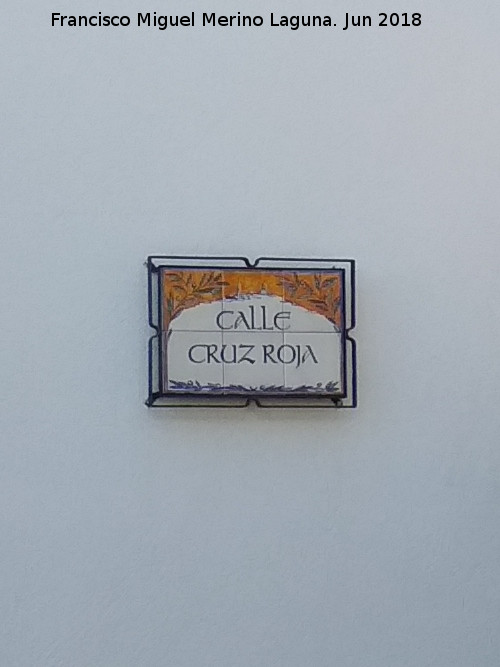 Francisco Miguel Merino Laguna. Jun 2018
CALLE
CRUZ ROJA